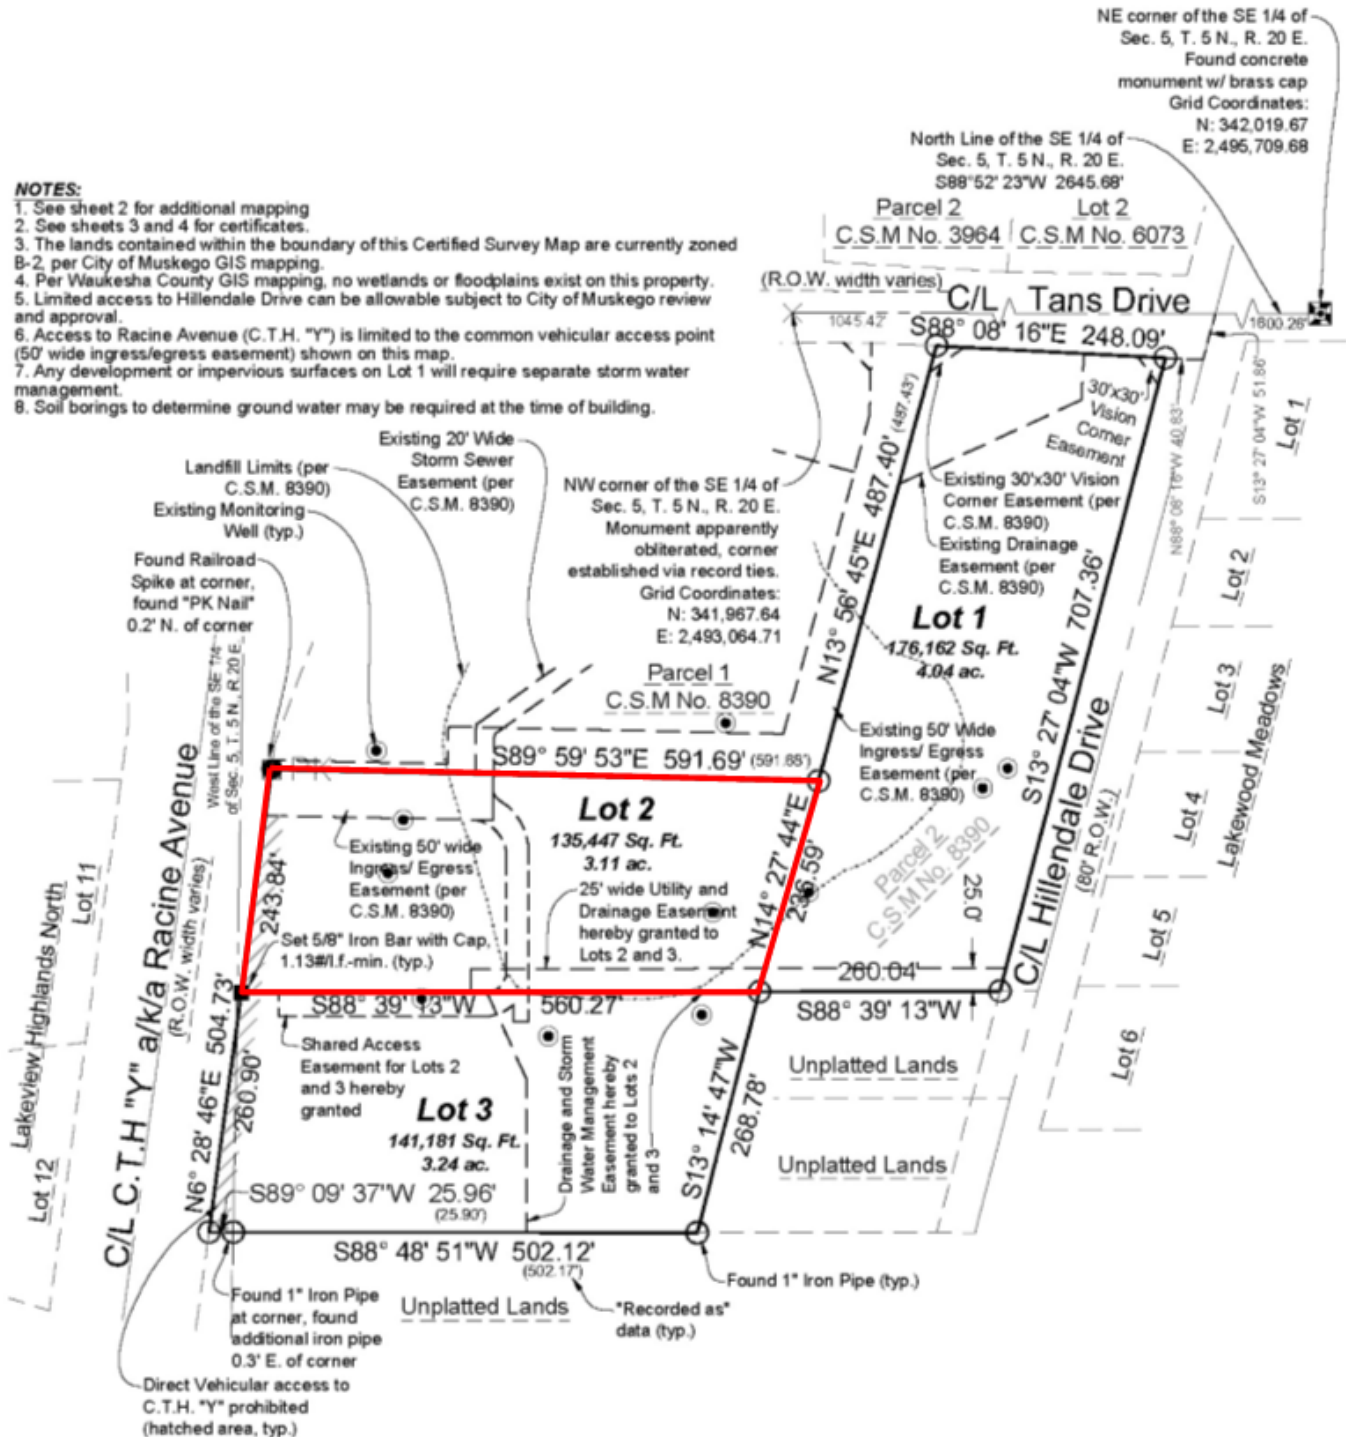 NE corner of the SE 1/4 of
Sec. 5, T. 5 N., R. 20 E.
Found concrete
monument w/ brass cap
Grid Coordinates:
N: 342,019.67
E: 2,495,709.68
North Line of the SE 1/4 of
Sec. 5, T. 5 N., R. 20 E.
S88°52' 23"W 2645.68'
NOTES:
1. See sheet 2 for additional mapping
2. See sheets 3 and 4 for certificates.
3. The lands contained within the boundary of this Certified Survey Map are currently zoned
B-2, per City of Muskego GIS mapping.
4. Per Waukesha County GIS mapping, no wetlands or floodplains exist on this property.
5. Limited access to Hillendale Drive can be allowable subject to City of Muskego review
and approval.
6. Access to Racine Avenue (C.T.H. "Y") is limited to the common vehicular access point
(50' wide ingress/egress easement) shown on this map.
7. Any development or impervious surfaces on Lot 1 will require separate storm water
management.
8. Soil borings to determine ground water may be required at the time of building.
Parcel 2
C.S.M No. 3964
Lot 2
C.S.M No. 6073
(R.O.W. width varies)
C/L Tans Drive
1045.42'
1600.26'
S88° 08' 16"E 248.09'
30'x30'
Vision
Corner
Easement
N88° 08' 16"W 40.83'
S13° 27' 04"W 51.86'
Lot 1
Existing 20' Wide
Storm Sewer
Easement (per
C.S.M. 8390)
Landfill Limits (per
C.S.M. 8390)
Existing Monitoring
Well (typ.)
Found Railroad
Spike at corner,
found "PK Nail"
0.2' N. of corner
NW corner of the SE 1/4 of
Sec. 5, T. 5 N., R. 20 E.
Monument apparently
obliterated, corner
established via record ties.
Grid Coordinates:
N: 341,967.64
E: 2,493,064.71
N13° 56' 45"E 487.40' (487.43')
Existing 30'x30' Vision
Corner Easement (per
C.S.M. 8390)
Existing Drainage
Easement (per
C.S.M. 8390)
Lot 1
176,162 Sq. Ft.
4.04 ac.
S13° 27' 04"W 707.36'
Lot 2
Lot 3
Lakewood Meadows
Lot 4
Lot 5
Lot 6
Parcel 1
C.S.M No. 8390
Existing 50' Wide
Ingress/ Egress
Easement (per
C.S.M. 8390)
Parcel 2
C.S.M No. 8390
C/L Hillendale Drive
(80' R.O.W.)
West Line of the SE 1/4
of Sec. 5, T. 5 N., R. 20 E.
PK
S89° 59' 53"E 591.69' (591.68')
Lot 2
135,447 Sq. Ft.
3.11 ac.
N14° 27' 44"E
236.59'
243.84'
Existing 50' wide
Ingress/ Egress
Easement (per
C.S.M. 8390)
25' wide Utility and
Drainage Easement
hereby granted to
Lots 2 and 3.
25.0'
Set 5/8" Iron Bar with Cap,
1.13#/l.f.-min. (typ.)
S88° 39' 13"W 560.27'
260.04'
S88° 39' 13"W
C/L C.T.H "Y" a/k/a Racine Avenue
(R.O.W. width varies)
Lakeview Highlands North
Lot 11
Lot 12
N6° 28' 46"E 504.73'
260.90'
Shared Access
Easement for Lots 2
and 3 hereby
granted
Lot 3
141,181 Sq. Ft.
3.24 ac.
Drainage and Storm
Water Management
Easement hereby
granted to Lots 2
and 3
S13° 14' 47"W
268.78'
Unplatted Lands
Unplatted Lands
S89° 09' 37"W 25.96'
(25.90')
S88° 48' 51"W 502.12'
(502.17')
Found 1" Iron Pipe
at corner, found
additional iron pipe
0.3' E. of corner
Unplatted Lands
"Recorded as"
data (typ.)
Found 1" Iron Pipe (typ.)
Direct Vehicular access to
C.T.H. "Y" prohibited
(hatched area, typ.)